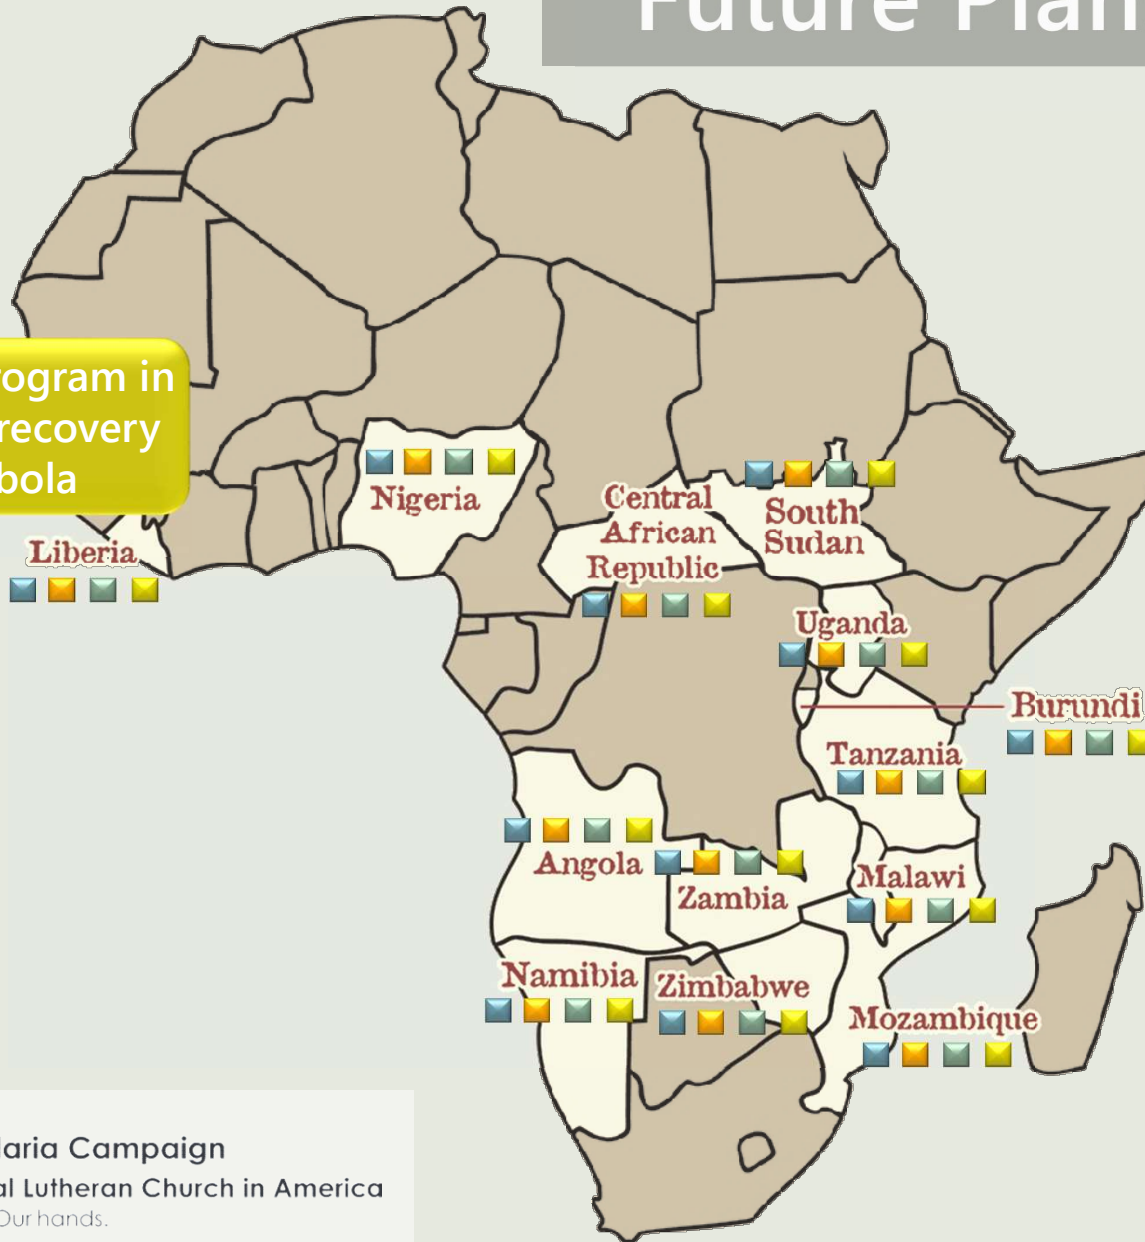 Future Plan
rogram in
recovery
bola
Nigeria
Central
African
Republic
South
Sudan
Liberia
Uganda
Burundi
Tanzania
Angola
Zambia
Malawi
Namibia
Zimbabwe
Mozambique
laria Campaign
al Lutheran Church in America
Our hands.